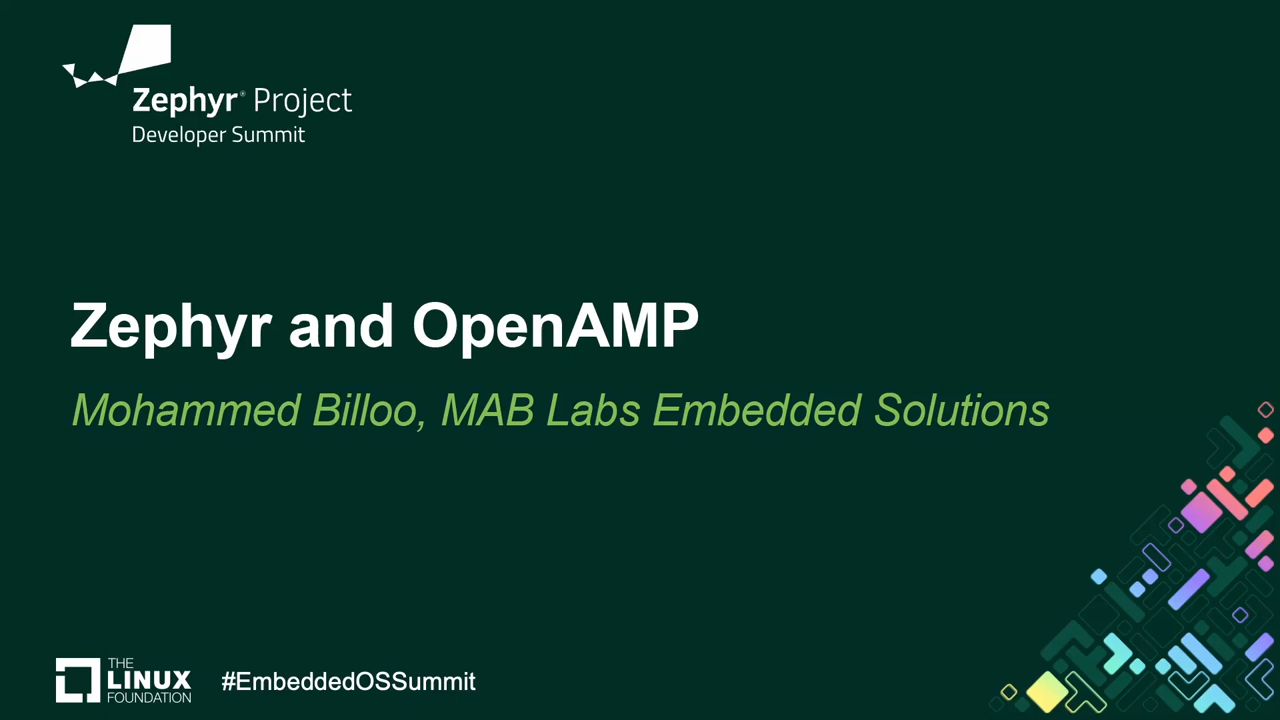 Zephyr® Project
Developer Summit
Zephyr and OpenAMP
Mohammed Billoo, MAB Labs Embedded Solutions
THE
LINUX
FOUNDATION
#EmbeddedOSSummit